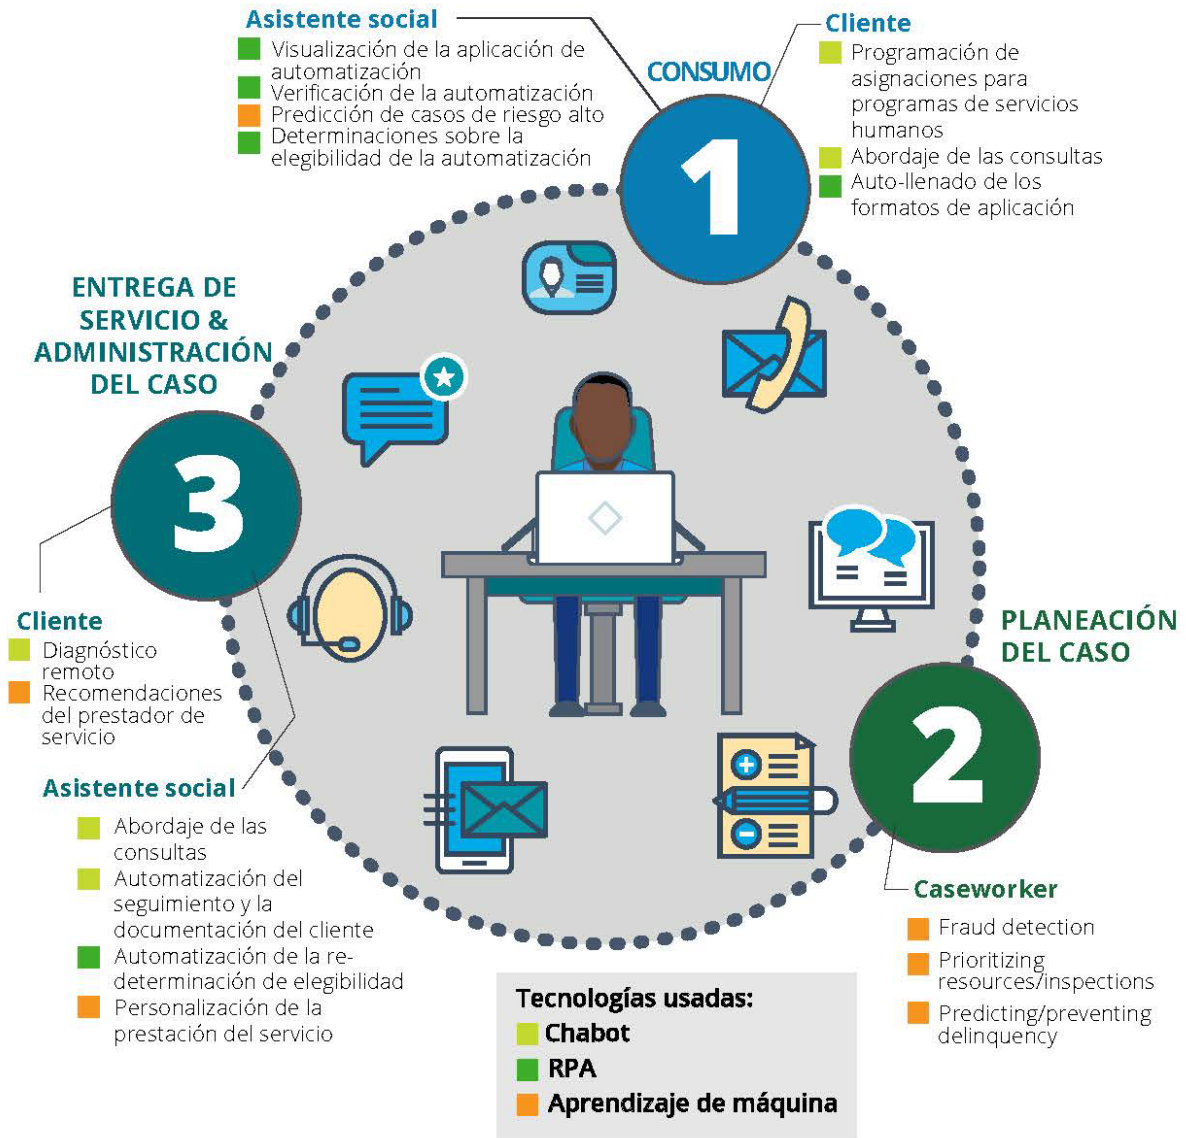 Asistente social
Visualización de la aplicación de
automatización
Verificación de la automatización
Predicción de casos de riesgo alto
Determinaciones sobre la
elegibilidad de la automatización
CONSUMO
1
Cliente
Programación de
asignaciones para
programas de servicios
humanos
Abordaje de las consultas
Auto-llenado de los
formatos de aplicación
ENTREGA DE
SERVICIO &
ADMINISTRACIÓN
DEL CASO
3
Cliente
Diagnóstico
remoto
Recomendaciones
del prestador de
servicio
Asistente social
Abordaje de las
consultas
Automatización del
seguimiento y la
documentación del cliente
Automatización de la re-
determinación de elegibilidad
Personalización de la
prestación del servicio
PLANEACIÓN
DEL CASO
2
Caseworker
Fraud detection
Prioritizing
resources/inspections
Predicting/preventing
delinquency
Tecnologías usadas:
Chabot
RPA
Aprendizaje de máquina